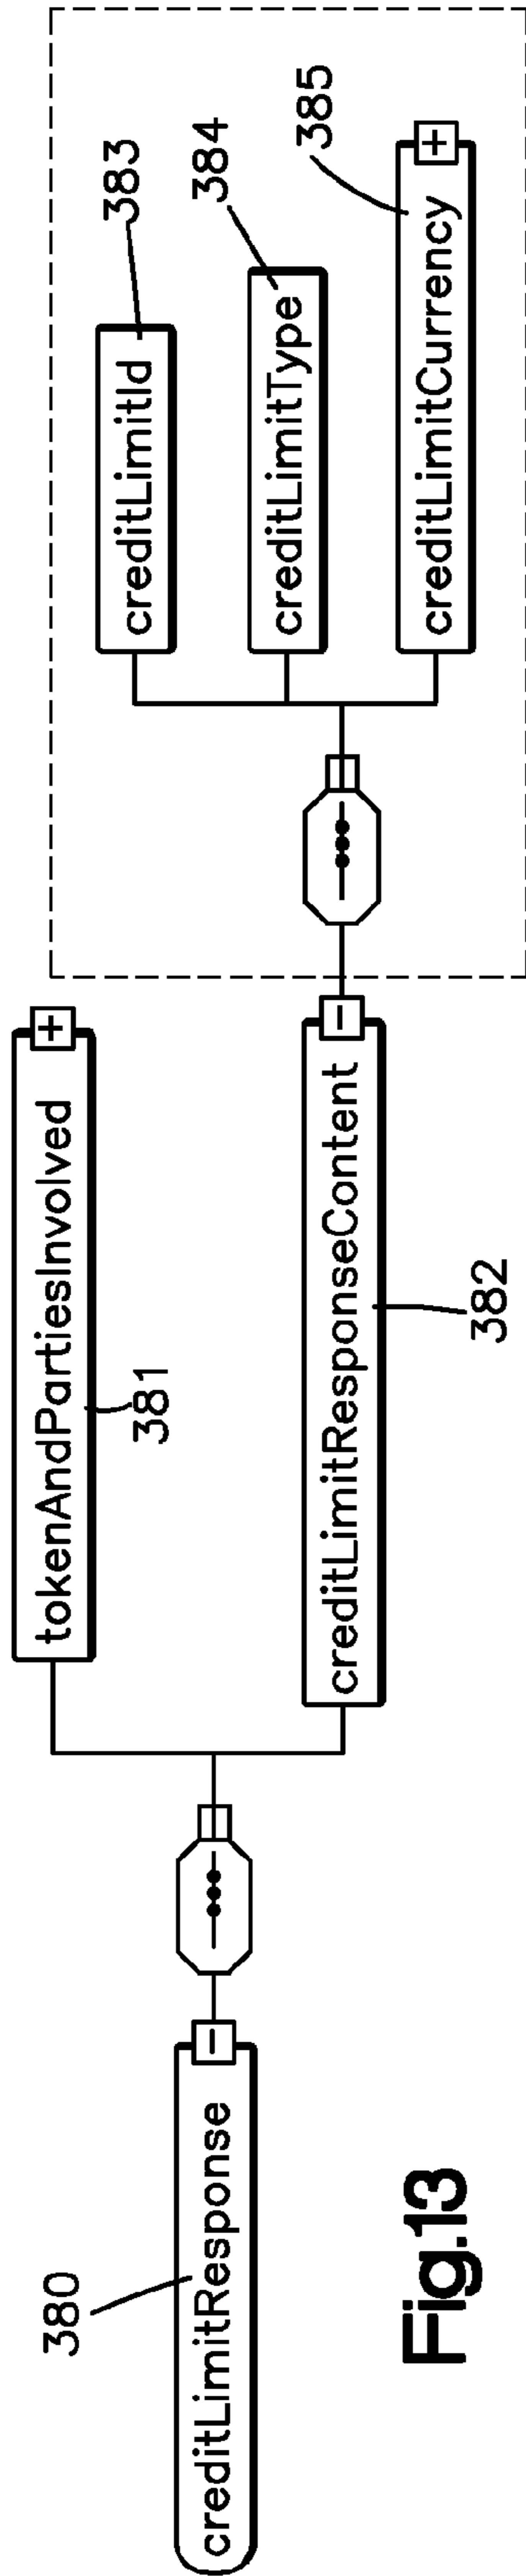 380
creditLimitResponse
tokenAndPartiesInvolved
381
creditLimitResponseContent
382
creditLimitId
383
creditLimitType
384
creditLimitCurrency
385
Fig.13